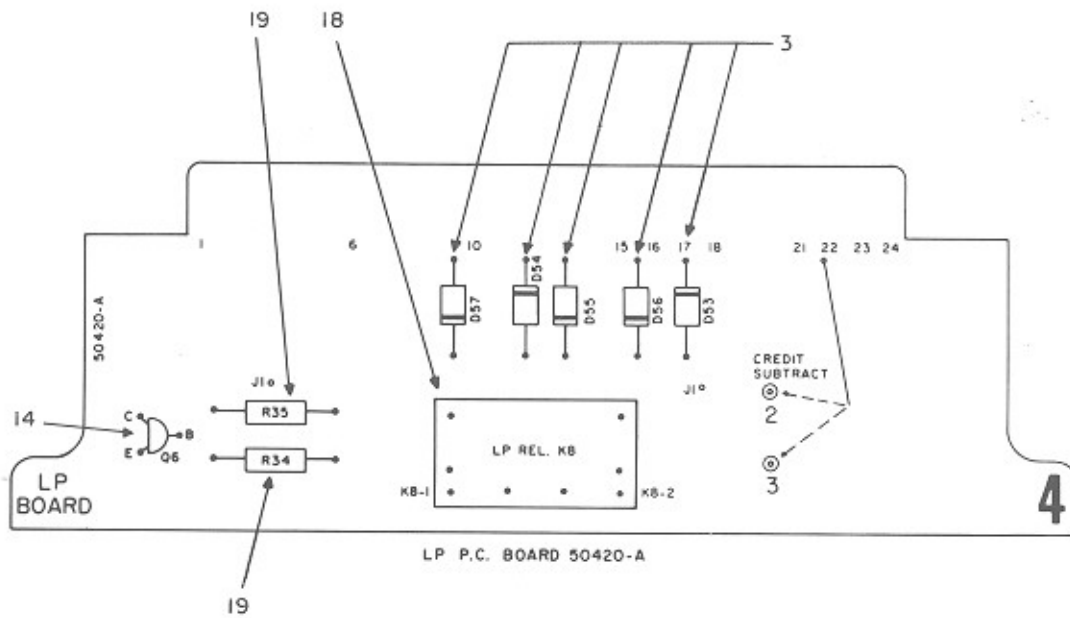 19
18
3
1
6
10
15
16
17
18
21
22
23
24
D57
D54
D55
D56
D53
50420-A
CREDIT
SUBTRACT
J1
J1
2
3
14
C
B
E
Q6
R35
R34
LP REL. K8
K8-1
K8-2
LP
BOARD
4
LP P.C. BOARD 50420-A
19